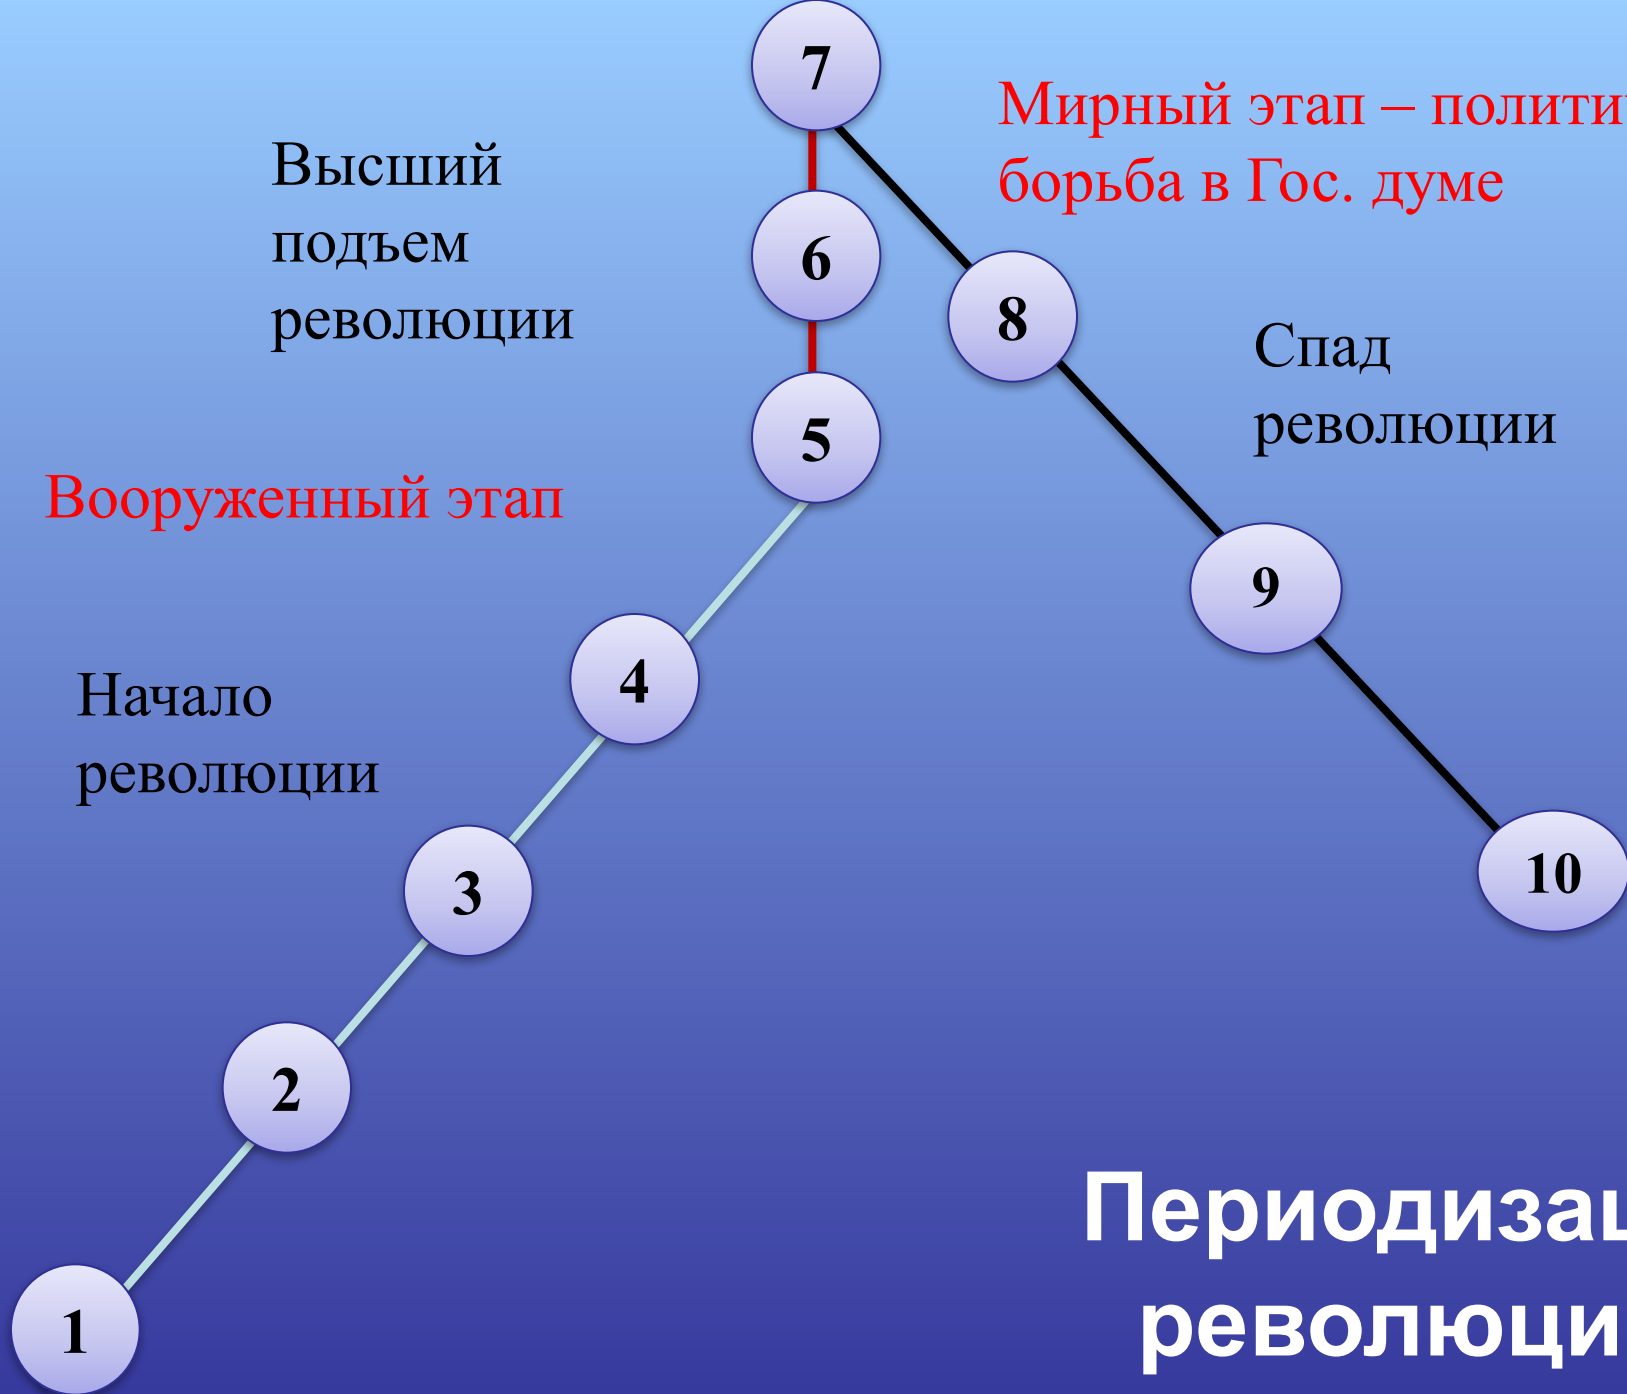 7
Мирный этап – полити
борьба в Гос. думе
Высший
подъем
революции
6
8
Спад
революции
5
Вооруженный этап
9
4
Начало
революции
10
3
2
Периодизац
революци
1